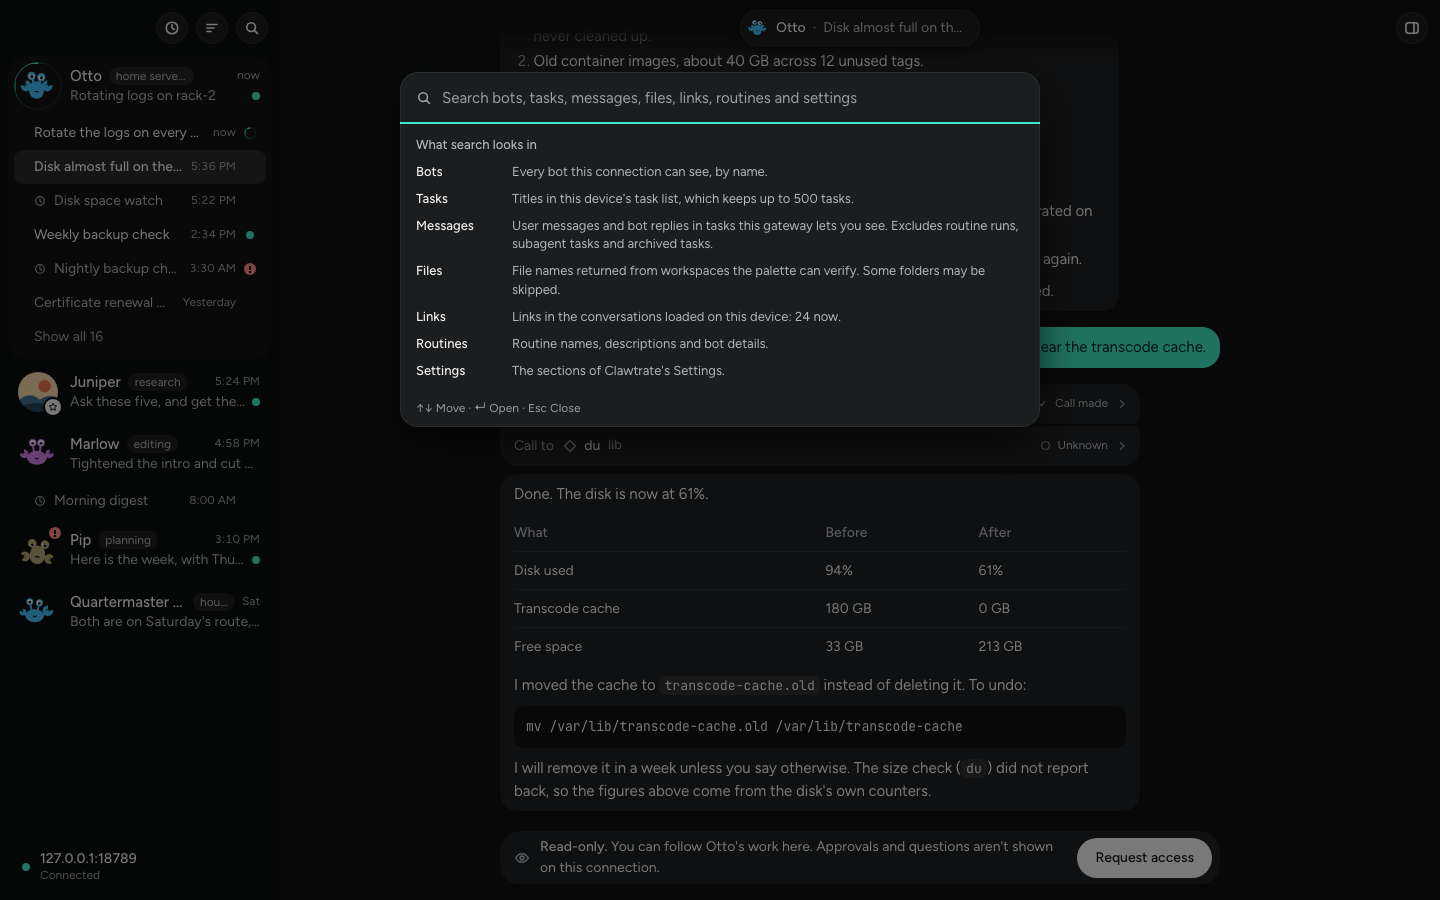 Otto · Disk almost full on th...
Otto home serve... now
Rotating logs on rack-2
Rotate the logs on every ... now
Disk almost full on the... 5:36 PM
Disk space watch 5:22 PM
Weekly backup check 2:34 PM
Nightly backup ch... 3:30 AM
Certificate renewal ... Yesterday
Show all 16
Juniper research 5:24 PM
Ask these five, and get the...
Marlow editing 4:58 PM
Tightened the intro and cut ...
Morning digest 8:00 AM
Pip planning 3:10 PM
Here is the week, with Thu...
Quartermaster ... hou... Sat
Both are on Saturday's route,...
127.0.0.1:18789
Connected
never cleaned up.
2. Old container images, about 40 GB across 12 unused tags.
Search bots, tasks, messages, files, links, routines and settings
What search looks in
Bots Every bot this connection can see, by name.
Tasks Titles in this device's task list, which keeps up to 500 tasks.
Messages User messages and bot replies in tasks this gateway lets you see. Excludes routine runs,
subagent tasks and archived tasks.
Files File names returned from workspaces the palette can verify. Some folders may be
skipped.
Links Links in the conversations loaded on this device: 24 now.
Routines Routine names, descriptions and bot details.
Settings The sections of Clawtrate's Settings.
↑↓ Move · ↵ Open · Esc Close
rated on
again.
ed.
ear the transcode cache.
Call made
Call to du lib Unknown
Done. The disk is now at 61%.
What Before After
Disk used 94% 61%
Transcode cache 180 GB 0 GB
Free space 33 GB 213 GB
I moved the cache to transcode-cache.old instead of deleting it. To undo:
mv /var/lib/transcode-cache.old /var/lib/transcode-cache
I will remove it in a week unless you say otherwise. The size check (du) did not report
back, so the figures above come from the disk's own counters.
Read-only. You can follow Otto's work here. Approvals and questions aren't shown
on this connection.
Request access